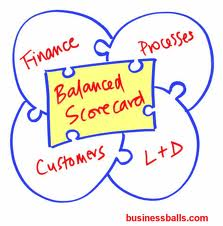 Finance
Processes
Balanced
Scorecard
Customers
L+D
businessballs.com